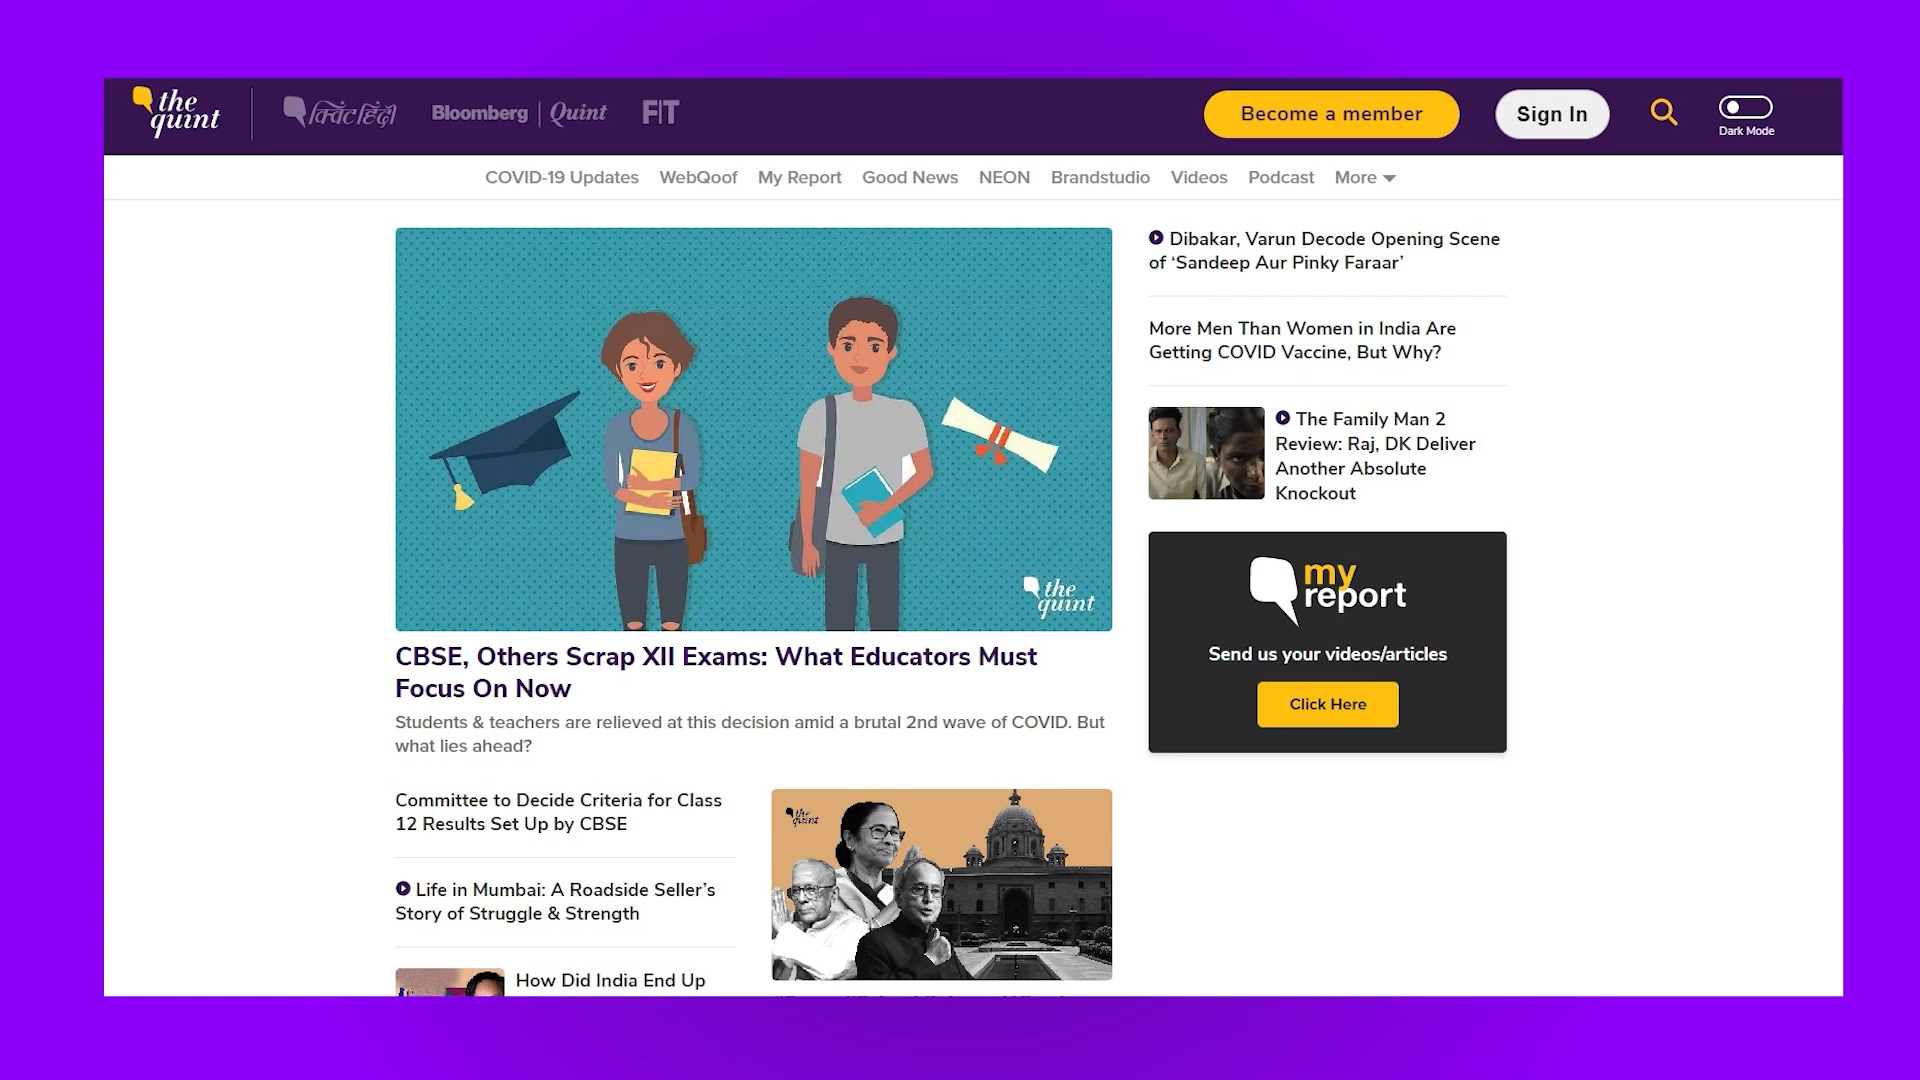 the quint
क्विंट हिंदी
Bloomberg | Quint
FIT
Become a member
Sign In
Dark Mode
COVID-19 Updates
WebQoof
My Report
Good News
NEON
Brandstudio
Videos
Podcast
More
the quint
CBSE, Others Scrap XII Exams: What Educators Must
Focus On Now
Students & teachers are relieved at this decision amid a brutal 2nd wave of COVID. But
what lies ahead?
Committee to Decide Criteria for Class
12 Results Set Up by CBSE
Life in Mumbai: A Roadside Seller’s
Story of Struggle & Strength
How Did India End Up
the quint
Dibakar, Varun Decode Opening Scene
of ‘Sandeep Aur Pinky Faraar’
More Men Than Women in India Are
Getting COVID Vaccine, But Why?
The Family Man 2
Review: Raj, DK Deliver
Another Absolute
Knockout
my
report
Send us your videos/articles
Click Here